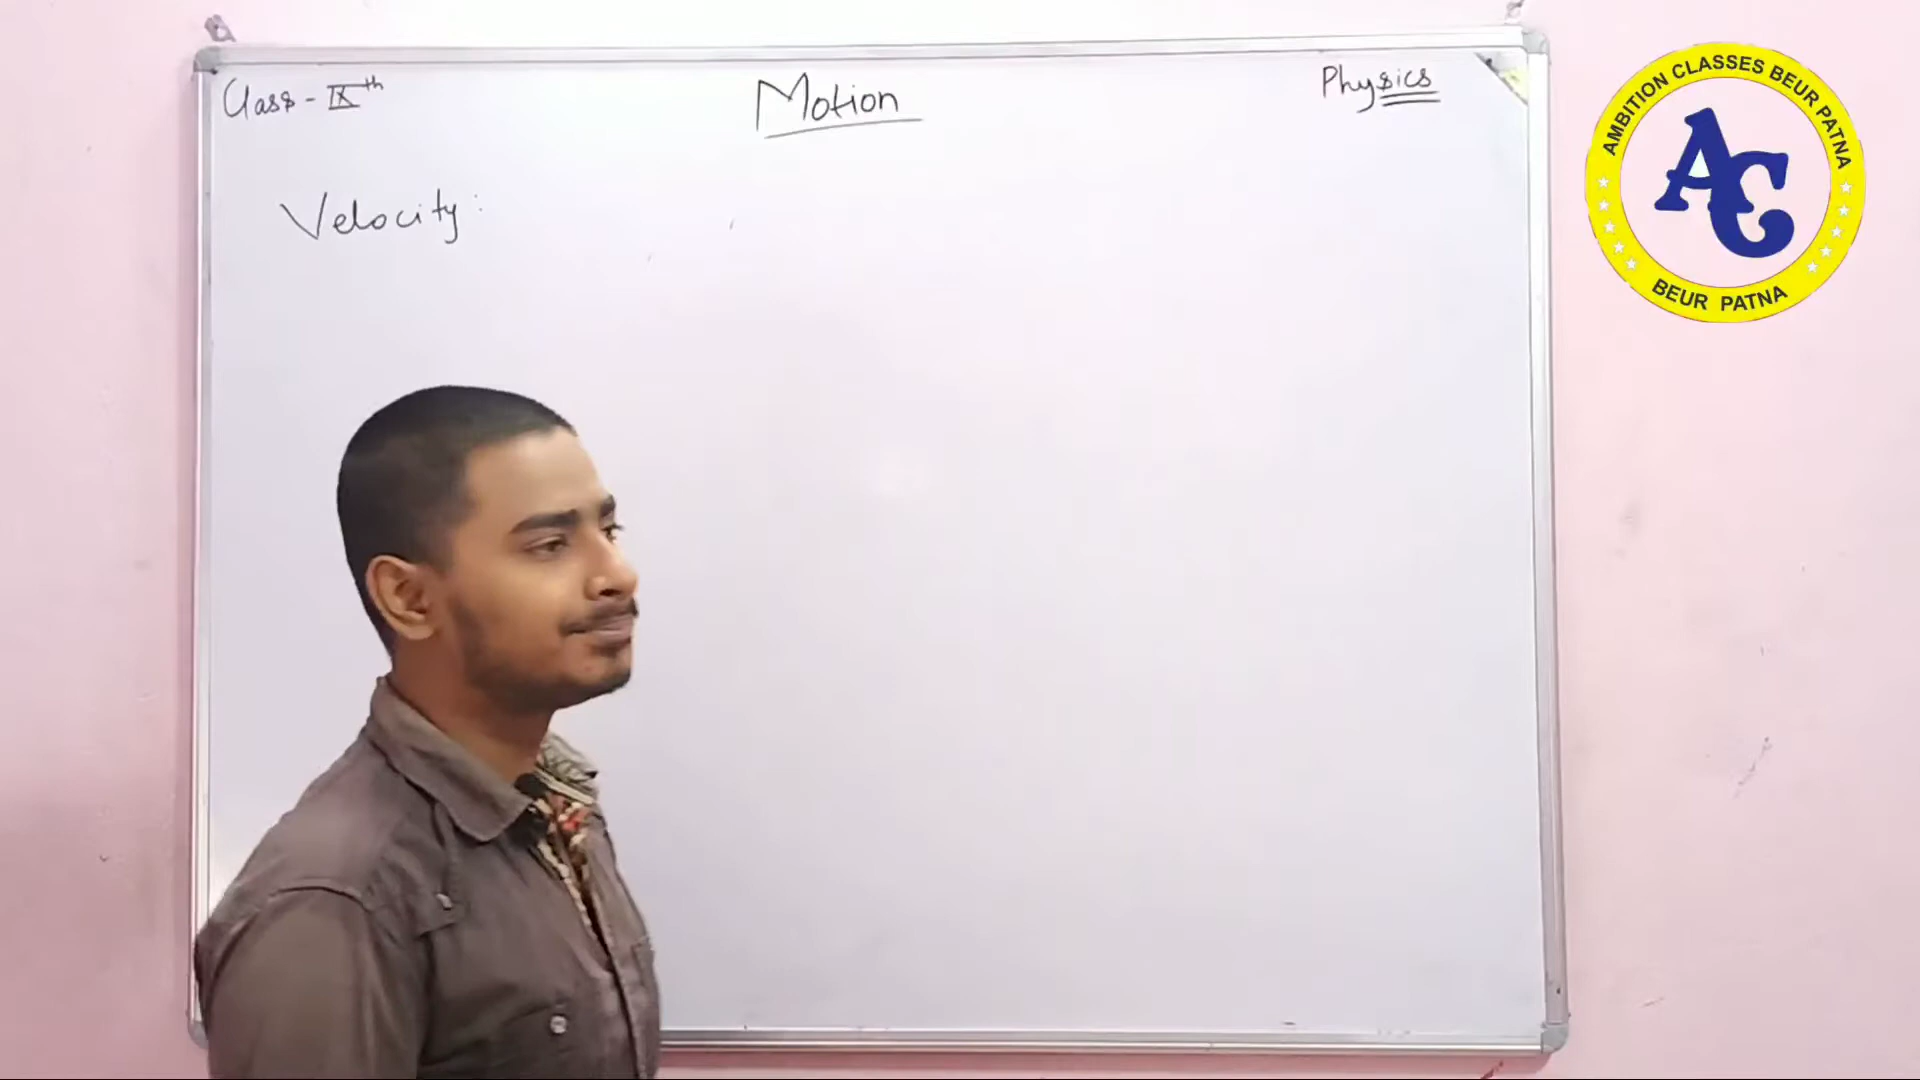 Class - IXth
Motion
Physics
Velocity:
AMBITION CLASSES BEUR PATNA
AC
BEUR PATNA